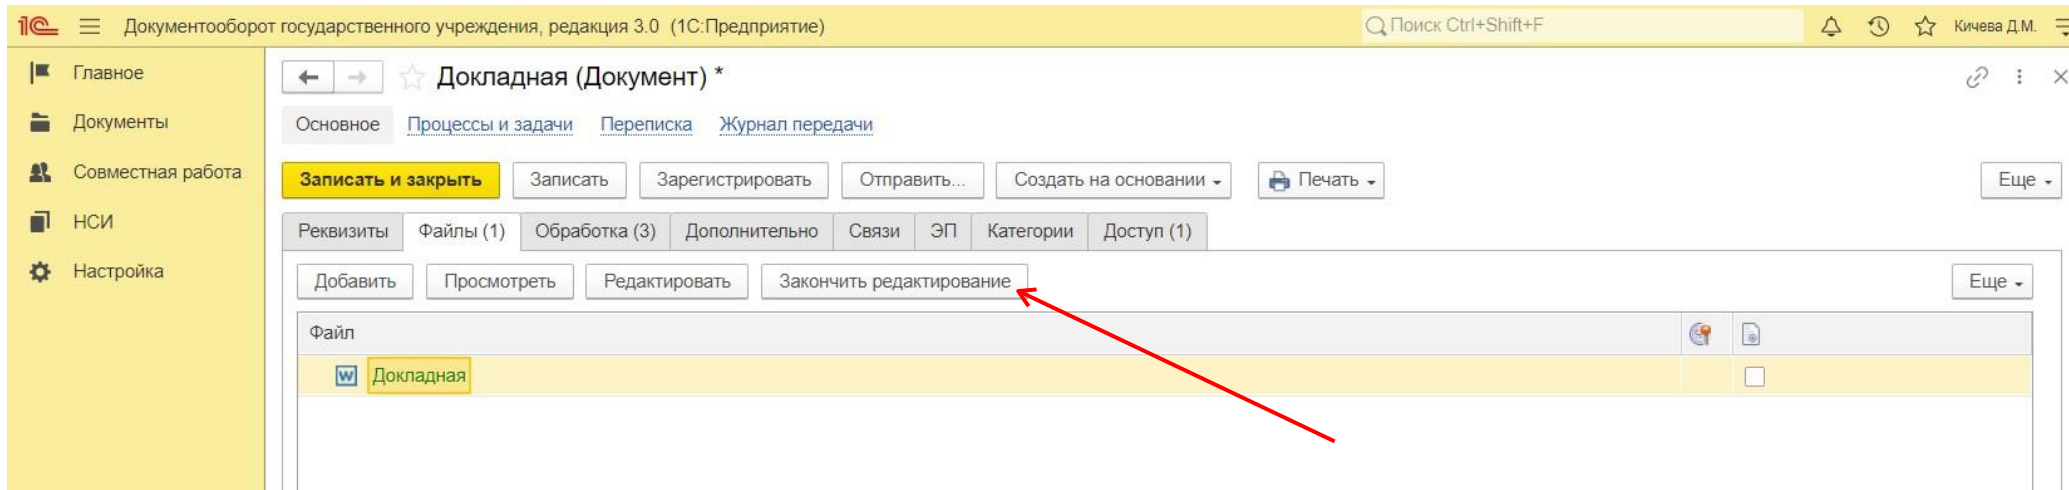 1С Документооборот государственного учреждения, редакция 3.0 (1С:Предприятие) Поиск Ctrl+Shift+F Кичева Д.М.
Главное
Документы
Совместная работа
НСИ
Настройка
Докладная (Документ) *
Основное Процессы и задачи Переписка Журнал передачи
Записать и закрыть Записать Зарегистрировать Отправить... Создать на основании Печать Еще
Реквизиты Файлы (1) Обработка (3) Дополнительно Связи ЭП Категории Доступ (1)
Добавить Просмотреть Редактировать Закончить редактирование Еще
Файл
W Докладная